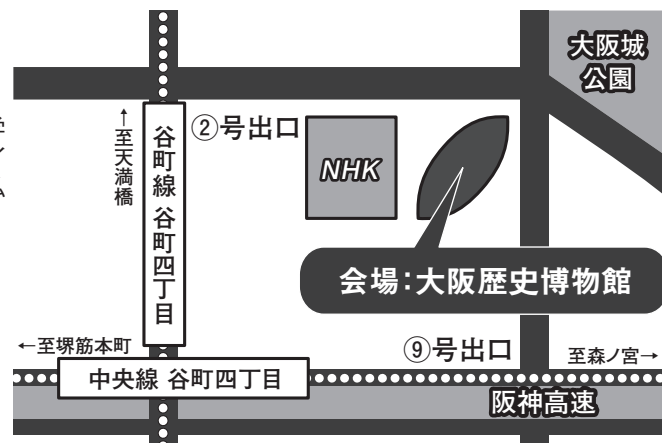 大阪城
公園
②号出口
↑至天満橋
谷町線 谷町四丁目
NHK
会場:大阪歴史博物館
←至堺筋本町
⑨号出口
至森ノ宮→
中央線 谷町四丁目
阪神高速